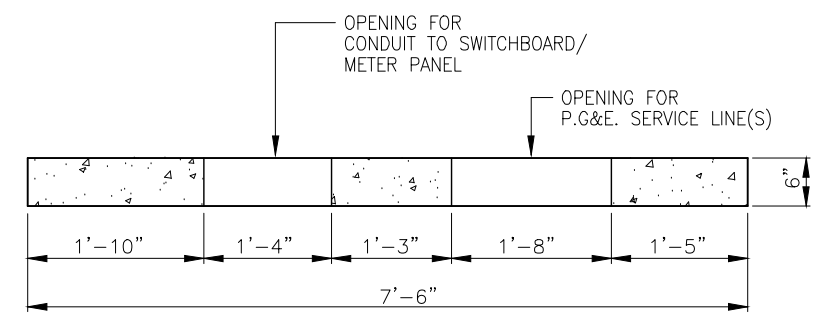 OPENING FOR
CONDUIT TO SWITCHBOARD/
METER PANEL
OPENING FOR
P.G&E. SERVICE LINE(S)
6"
1'-10"
1'-4"
1'-3"
1'-8"
1'-5"
7'-6"